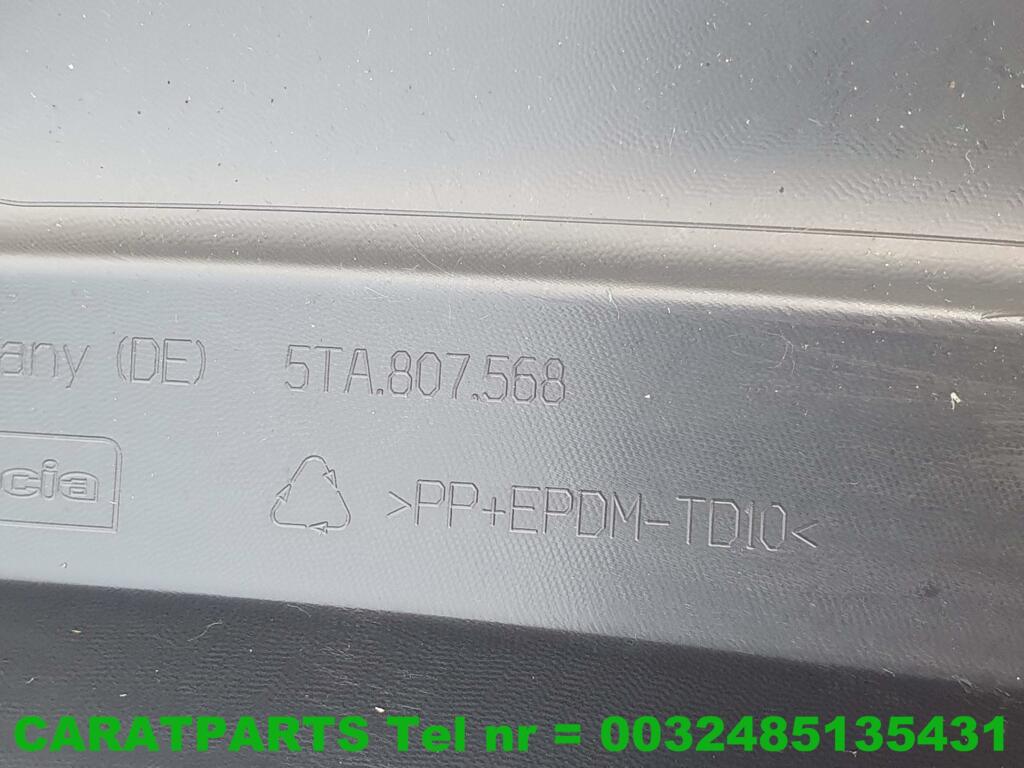 any (DE) 5TA.807.568
cia
>PP+EPDM-TD10<
CARATPARTS Tel nr = 0032485135431